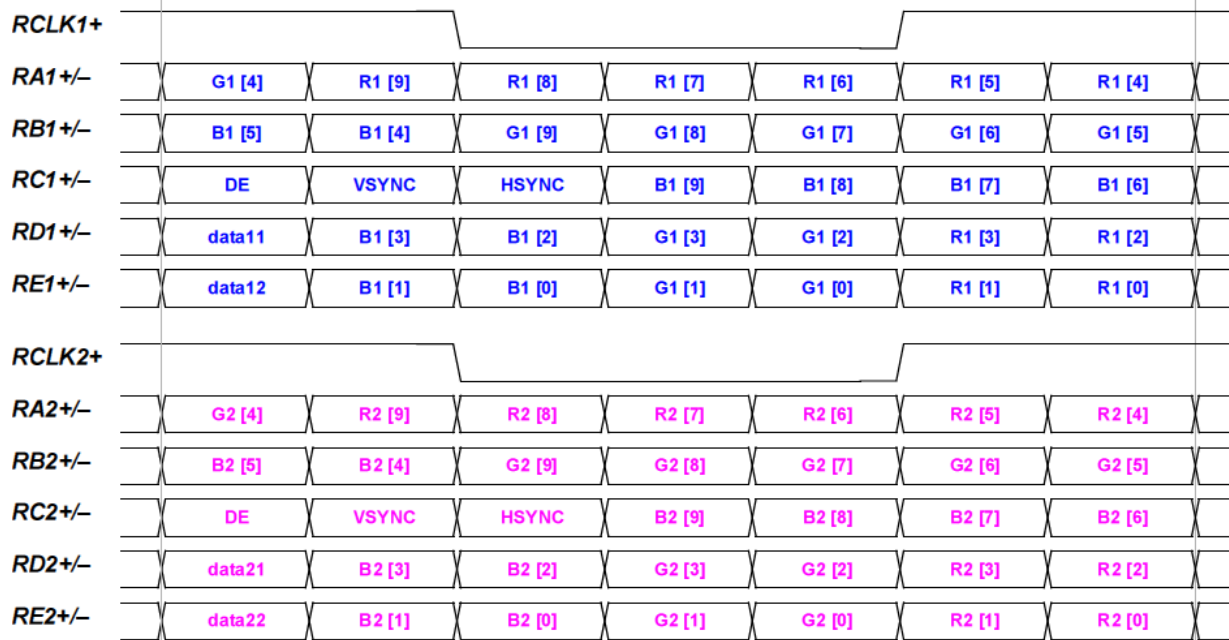 RCLK1+
RA1+/– G1 [4] R1 [9] R1 [8] R1 [7] R1 [6] R1 [5] R1 [4]
RB1+/– B1 [5] B1 [4] G1 [9] G1 [8] G1 [7] G1 [6] G1 [5]
RC1+/– DE VSYNC HSYNC B1 [9] B1 [8] B1 [7] B1 [6]
RD1+/– data11 B1 [3] B1 [2] G1 [3] G1 [2] R1 [3] R1 [2]
RE1+/– data12 B1 [1] B1 [0] G1 [1] G1 [0] R1 [1] R1 [0]
RCLK2+
RA2+/– G2 [4] R2 [9] R2 [8] R2 [7] R2 [6] R2 [5] R2 [4]
RB2+/– B2 [5] B2 [4] G2 [9] G2 [8] G2 [7] G2 [6] G2 [5]
RC2+/– DE VSYNC HSYNC B2 [9] B2 [8] B2 [7] B2 [6]
RD2+/– data21 B2 [3] B2 [2] G2 [3] G2 [2] R2 [3] R2 [2]
RE2+/– data22 B2 [1] B2 [0] G2 [1] G2 [0] R2 [1] R2 [0]